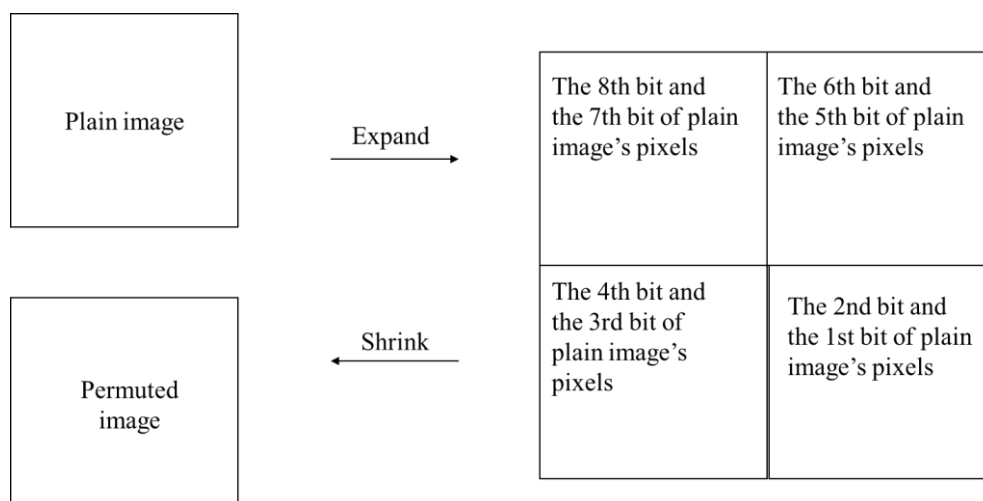 Plain image
Expand
The 8th bit and
the 7th bit of plain
image's pixels
The 6th bit and
the 5th bit of plain
image's pixels
Permuted
image
Shrink
The 4th bit and
the 3rd bit of
plain image's
pixels
The 2nd bit and
the 1st bit of plain
image's pixels